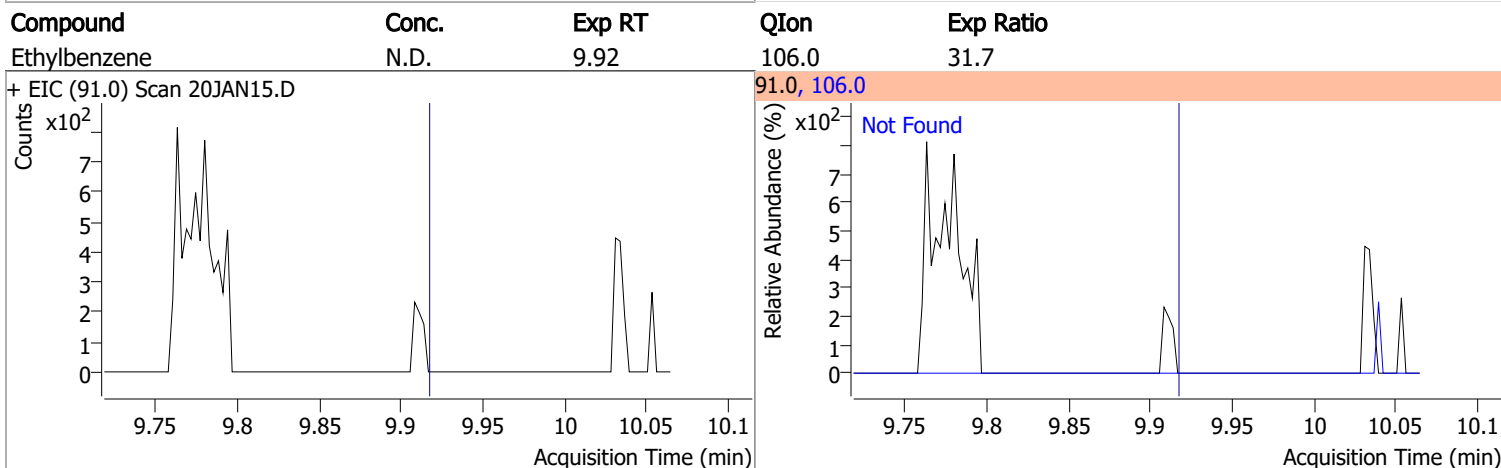 Compound Conc. Exp RT QIon Exp Ratio
Ethylbenzene N.D. 9.92 106.0 31.7
+ EIC (91.0) Scan 20JAN15.D
Counts
x10²
7
6
5
4
3
2
1
0
9.75 9.8 9.85 9.9 9.95 10 10.05 10.1
Acquisition Time (min)
91.0, 106.0
Relative Abundance (%)
x10²
Not Found
7
6
5
4
3
2
1
0
9.75 9.8 9.85 9.9 9.95 10 10.05 10.1
Acquisition Time (min)